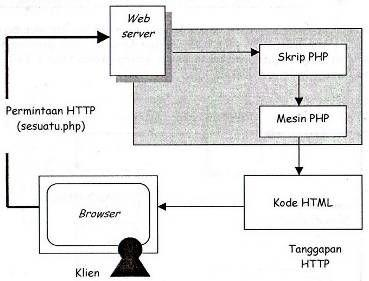 Web
server
Skrip PHP
Permintaan HTTP
(sesuatu.php)
Mesin PHP
Browser
Kode HTML
Tanggapan
HTTP
Klien